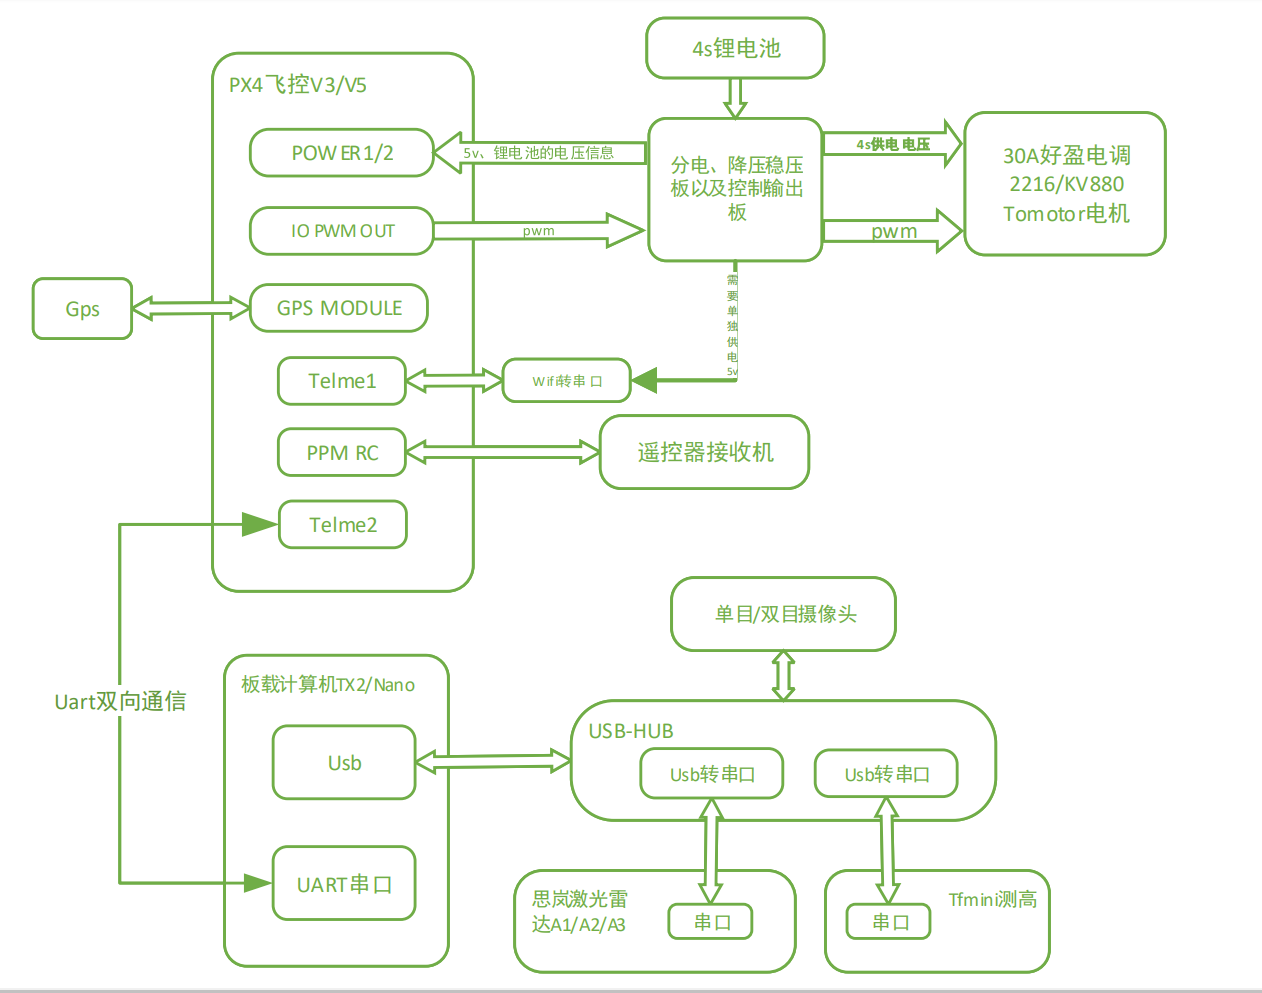 4s锂电池
PX4飞控V3/V5
POWER1/2
5v、锂电池的电压信息
分电、降压稳压
板以及控制输出
板
4s供电电压
30A好盈电调
2216/KV880
Tomotor电机
IO PWM OUT
pwm
pwm
Gps
GPS MODULE
需
要
单
独
供
电
5v
Telme1
Wifi转串口
PPM RC
遥控器接收机
Telme2
单目/双目摄像头
Uart双向通信
板载计算机TX2/Nano
USB-HUB
Usb
Usb转串口
Usb转串口
UART串口
思岚激光雷
达A1/A2/A3
串口
Tfmini测高
串口